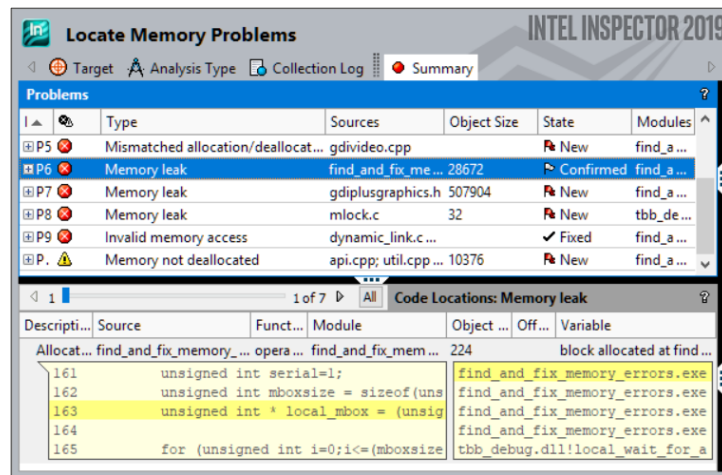 In
Locate Memory Problems
INTEL INSPECTOR 2019
Target Analysis Type Collection Log Summary
Problems ?
I Type Sources Object Size State Modules
P5 Mismatched allocation/deallocat... gdivideo.cpp New find_a...
P6 Memory leak find_and_fix_me... 28672 Confirmed find_a...
P7 Memory leak gdiplusgraphics.h 507904 New find_a...
P8 Memory leak mlock.c 32 New tbb_de...
P9 Invalid memory access dynamic_link.c ... Fixed find_a...
P. Memory not deallocated api.cpp; util.cpp ... 10376 New find_a...
1 1 of 7 All Code Locations: Memory leak ?
Descripti... Source Funct... Module Object ... Off... Variable
Allocat... find_and_fix_memory_... opera... find_and_fix_mem ... 224 block allocated at find ...
161 unsigned int serial=1; find_and_fix_memory_errors.exe
162 unsigned int mboxsize = sizeof(uns find_and_fix_memory_errors.exe
163 unsigned int * local_mbox = (unsig find_and_fix_memory_errors.exe
164 find_and_fix_memory_errors.exe
165 for (unsigned int i=0;i<=(mboxsize tbb_debug.dll!local_wait_for_a